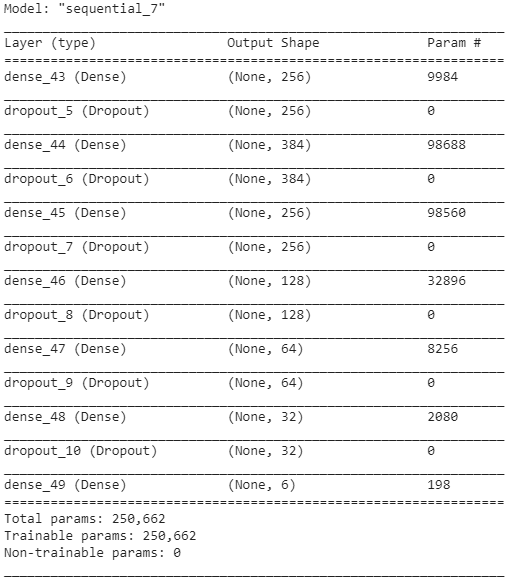 Model: "sequential_7"
_________________________________________________________________
Layer (type)                 Output Shape              Param #
=================================================================
dense_43 (Dense)             (None, 256)               9984
_________________________________________________________________
dropout_5 (Dropout)          (None, 256)               0
_________________________________________________________________
dense_44 (Dense)             (None, 384)               98688
_________________________________________________________________
dropout_6 (Dropout)          (None, 384)               0
_________________________________________________________________
dense_45 (Dense)             (None, 256)               98560
_________________________________________________________________
dropout_7 (Dropout)          (None, 256)               0
_________________________________________________________________
dense_46 (Dense)             (None, 128)               32896
_________________________________________________________________
dropout_8 (Dropout)          (None, 128)               0
_________________________________________________________________
dense_47 (Dense)             (None, 64)                8256
_________________________________________________________________
dropout_9 (Dropout)          (None, 64)                0
_________________________________________________________________
dense_48 (Dense)             (None, 32)                2080
_________________________________________________________________
dropout_10 (Dropout)         (None, 32)                0
_________________________________________________________________
dense_49 (Dense)             (None, 6)                 198
=================================================================
Total params: 250,662
Trainable params: 250,662
Non-trainable params: 0
_________________________________________________________________